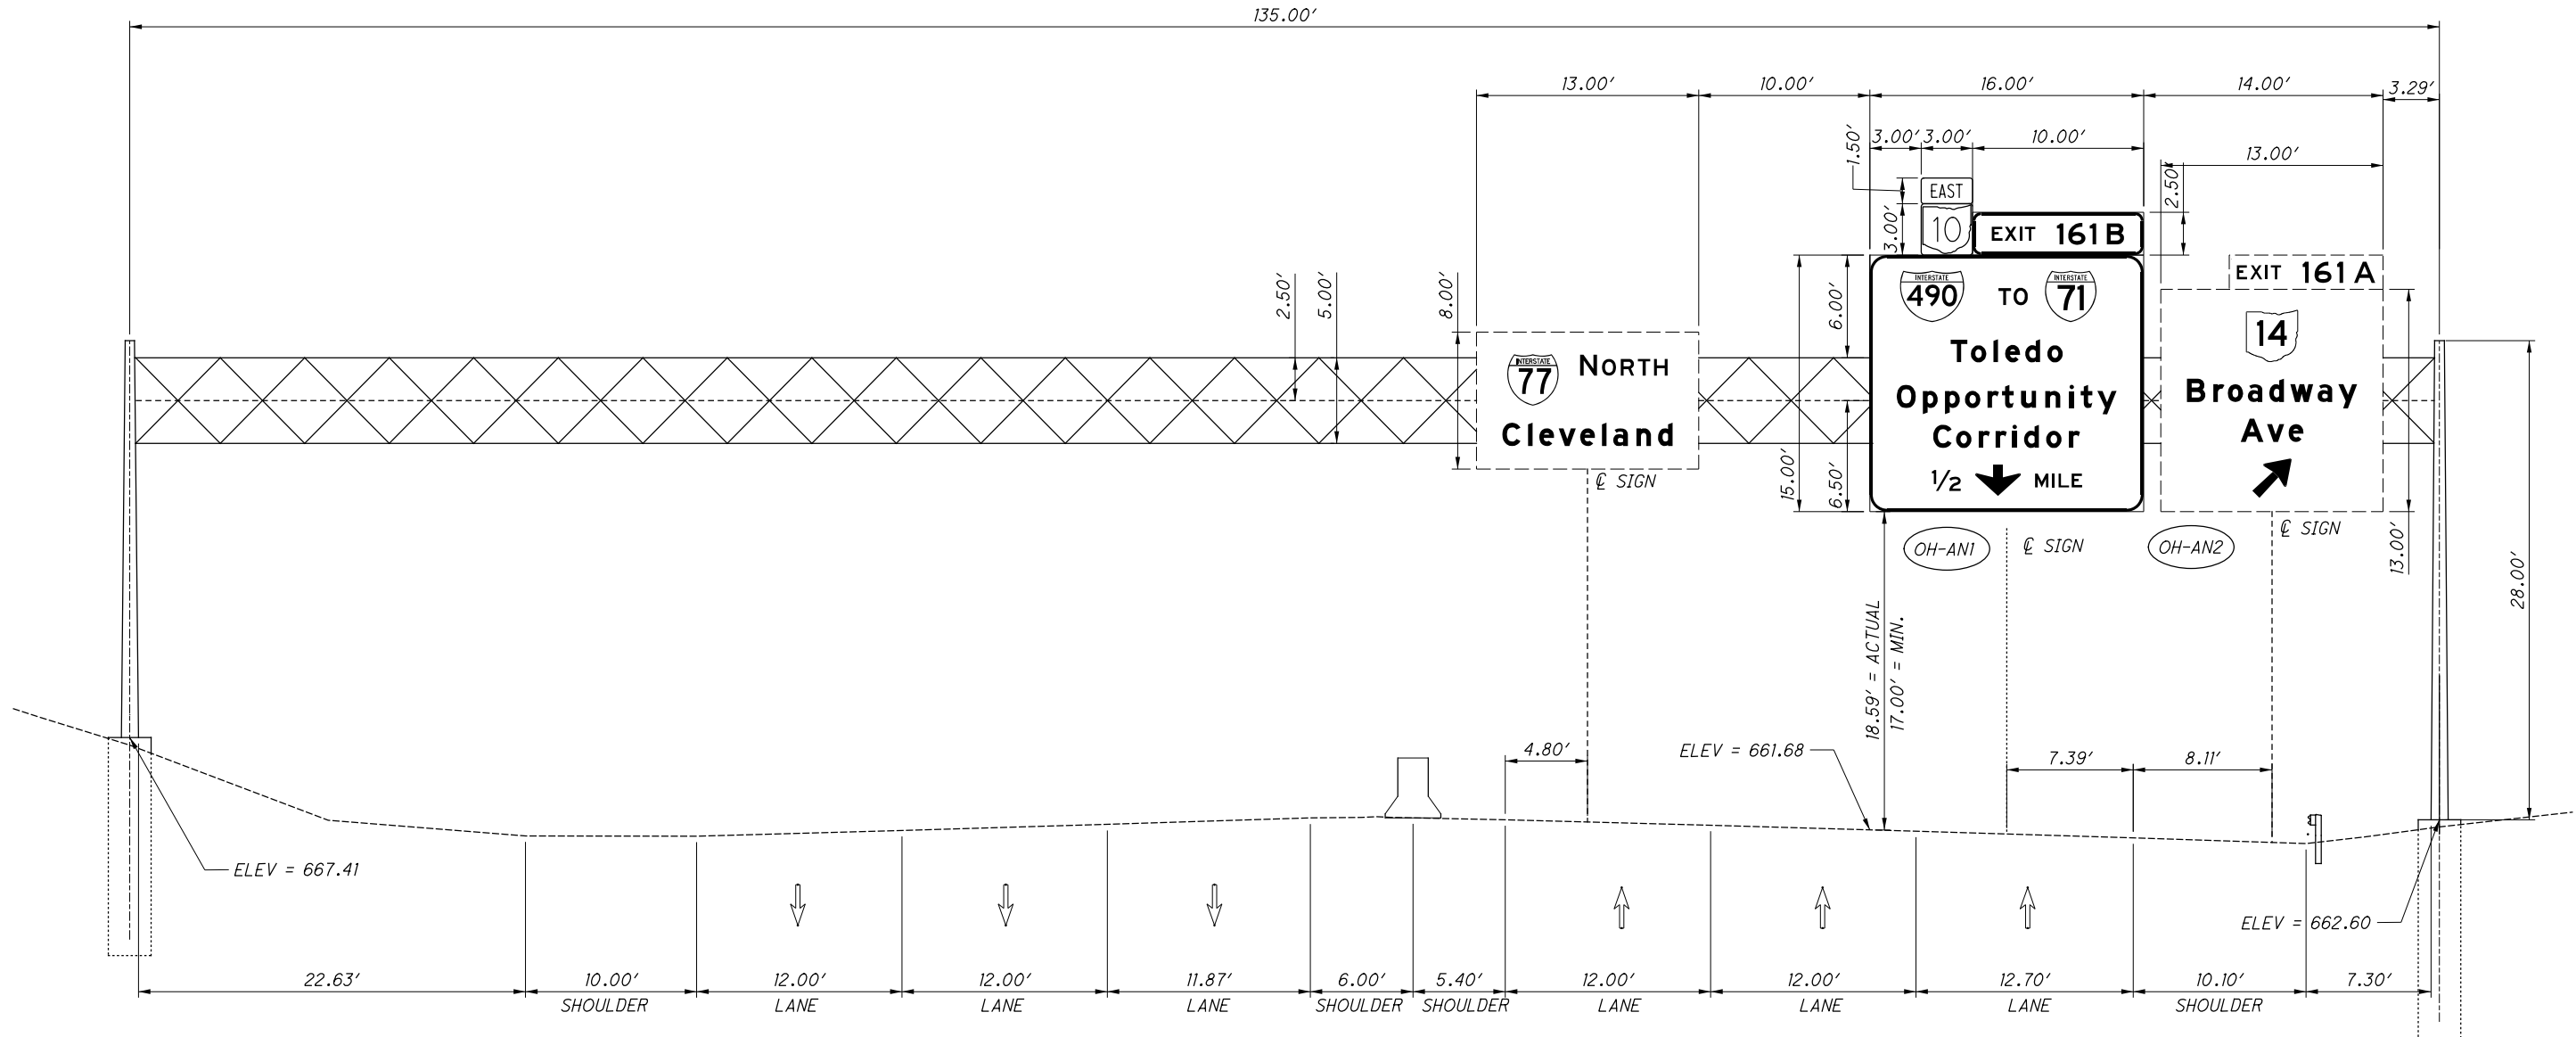 135.00'
13.00'
10.00'
16.00'
14.00'
3.29'
3.00' 3.00'
10.00'
1.50'
13.00'
2.50'
EAST
10
3.00'
EXIT 161B
2.50'
5.00'
8.00'
6.00'
INTERSTATE 490 TO INTERSTATE 71
Toledo
Opportunity
Corridor
1/2 MILE
EXIT 161A
14
Broadway
Ave
INTERSTATE 77 NORTH
Cleveland
15.00'
6.50'
℄ SIGN
OH-AN1
℄ SIGN
OH-AN2
℄ SIGN
13.00'
28.00'
18.59' = ACTUAL
17.00' = MIN.
4.80'
ELEV = 661.68
7.39'
8.11'
ELEV = 667.41
ELEV = 662.60
22.63'
10.00'
SHOULDER
12.00'
LANE
12.00'
LANE
11.87'
LANE
6.00'
SHOULDER
5.40'
SHOULDER
12.00'
LANE
12.00'
LANE
12.70'
LANE
10.10'
SHOULDER
7.30'